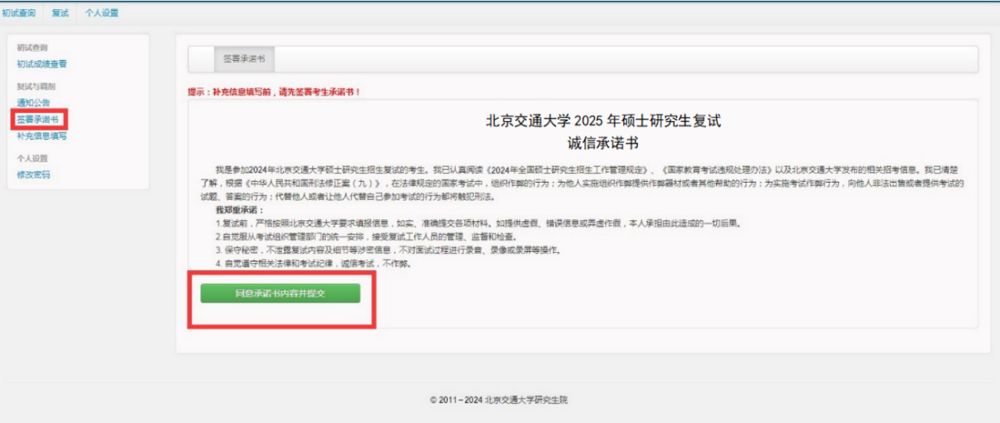 初试查询 复试 个人设置
初试查询
初试成绩查看
复试与调剂
通知公告
签署承诺书
补充信息填写
个人设置
修改密码
签署承诺书
提示：补充信息填写前，请先签署考生承诺书！
北京交通大学 2025 年硕士研究生复试
诚信承诺书
我是参加2024年北京交通大学硕士研究生招生复试的考生。我已认真阅读《2024年全国硕士研究生招生工作管理规定》、《国家教育考试违规处理办法》以及北京交通大学发布的相关招考信息。我已清楚
了解，根据《中华人民共和国刑法修正案（九）》，在法律规定的国家考试中，组织作弊的行为；为他人实施组织作弊提供作弊器材或者其他帮助的行为；为实施考试作弊行为，向他人非法出售或者提供考试的
试题、答案的行为；代替他人或者让他人代替自己参加考试的行为都将触犯刑法。
我郑重承诺：
1.复试前，严格按照北京交通大学要求填报信息，如实、准确提交各项材料。如提供虚假、错误信息或弄虚作假，本人承担由此造成的一切后果。
2.自觉服从考试组织管理部门的统一安排，接受复试工作人员的管理、监督和检查。
3. 保守秘密，不泄露复试内容及细节等涉密信息，不对面试过程进行录音、录像或录屏等操作。
4. 自觉遵守相关法律和考试纪律，诚信考试，不作弊。
同意承诺书内容并提交
© 2011－2024 北京交通大学研究生院